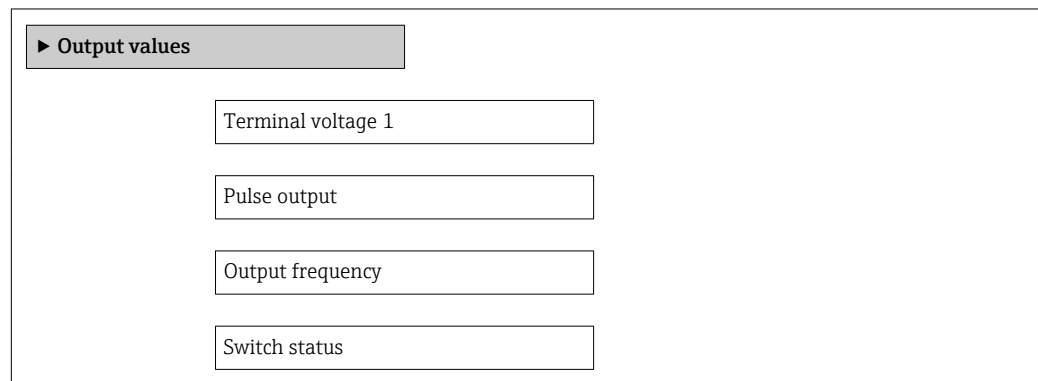 ▶ Output values
Terminal voltage 1
Pulse output
Output frequency
Switch status